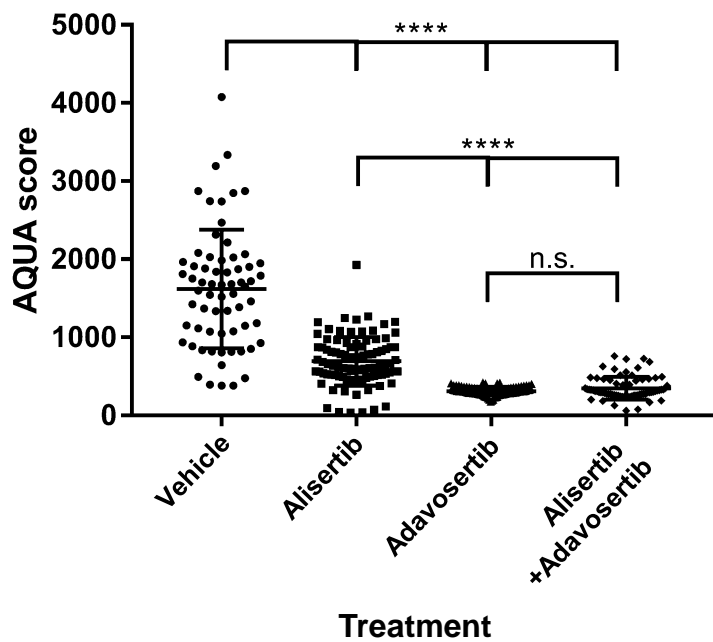 5000
4000
3000
2000
1000
0
AQUA score
****
****
n.s.
Vehicle
Alisertib
Adavosertib
Alisertib
+Adavosertib
Treatment